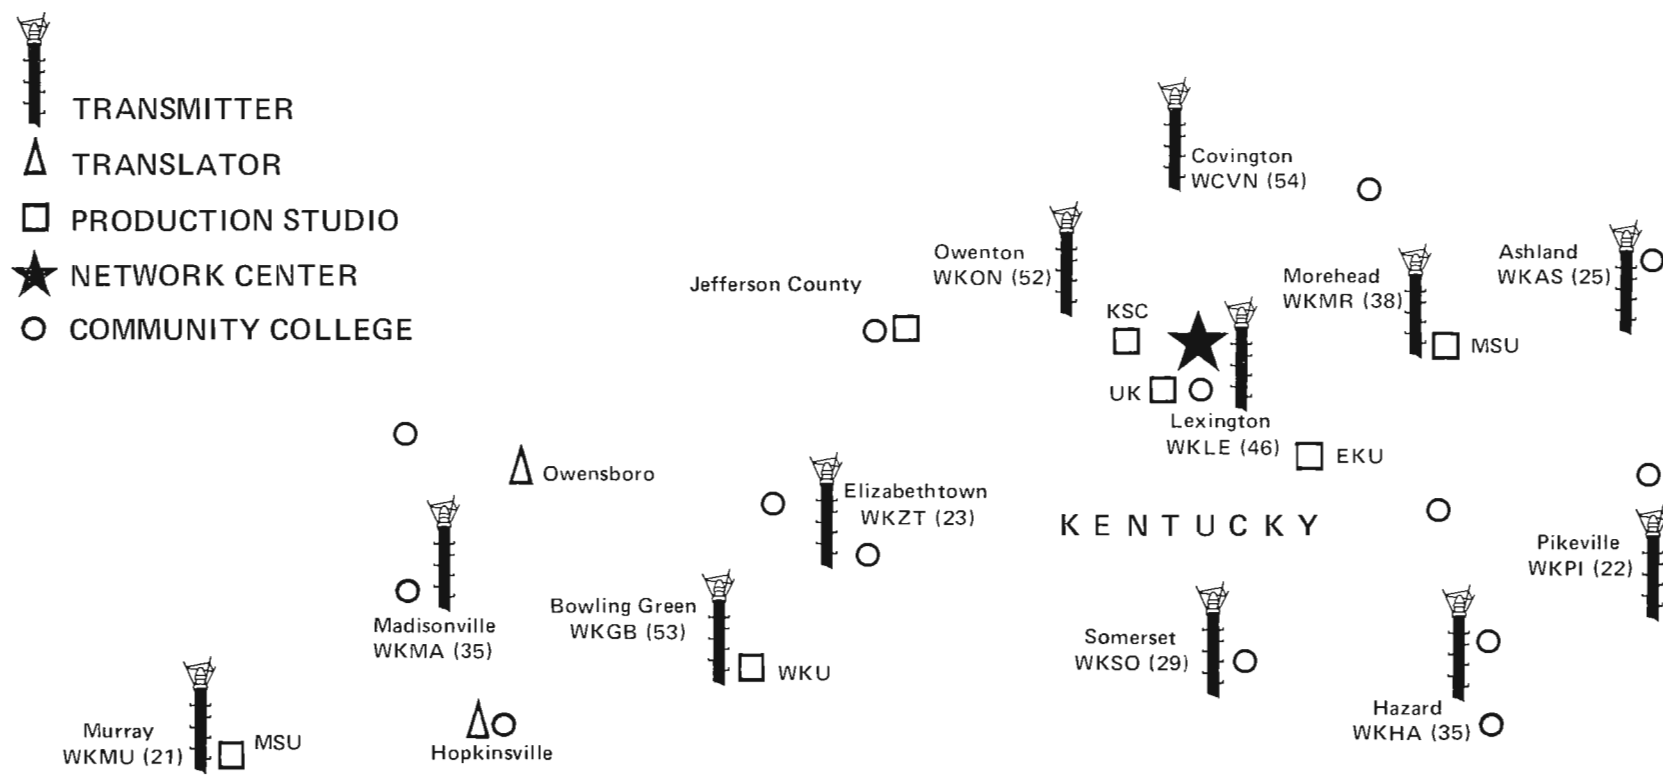 TRANSMITTER
TRANSLATOR
PRODUCTION STUDIO
NETWORK CENTER
COMMUNITY COLLEGE
Covington
WCVN (54)
Owenton
WKON (52)
Jefferson County
KSC
Morehead
WKMR (38)
MSU
Ashland
WKAS (25)
UK
Lexington
WKLE (46)
EKU
Owensboro
Elizabethtown
WKZT (23)
KENTUCKY
Pikeville
WKPI (22)
Madisonville
WKMA (35)
Bowling Green
WKGB (53)
WKU
Somerset
WKSO (29)
Hazard
WKHA (35)
Murray
WKMU (21)
MSU
Hopkinsville